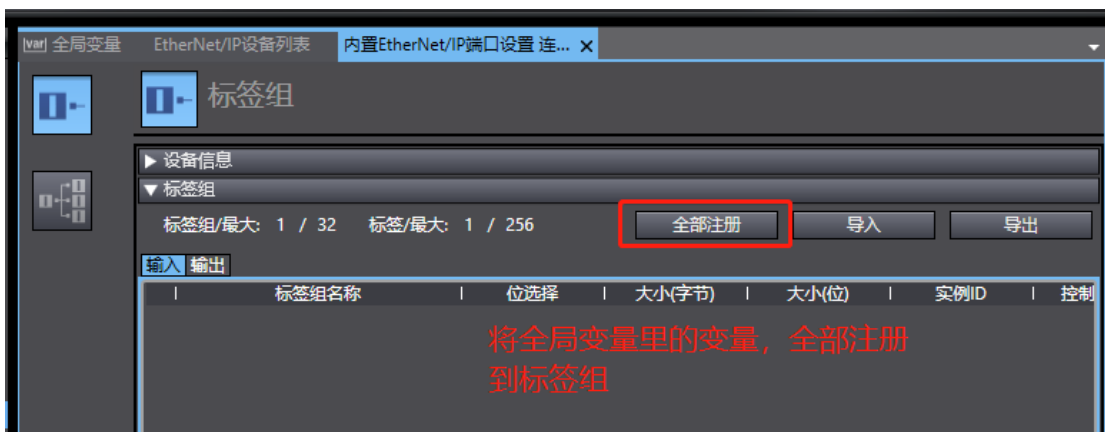 var 全局变量 EtherNet/IP设备列表 内置EtherNet/IP端口设置 连...
标签组
设备信息
标签组
标签组/最大: 1 / 32 标签/最大: 1 / 256 全部注册 导入 导出
输入 输出
标签组名称 位选择 大小(字节) 大小(位) 实例ID 控制
将全局变量里的变量，全部注册
到标签组